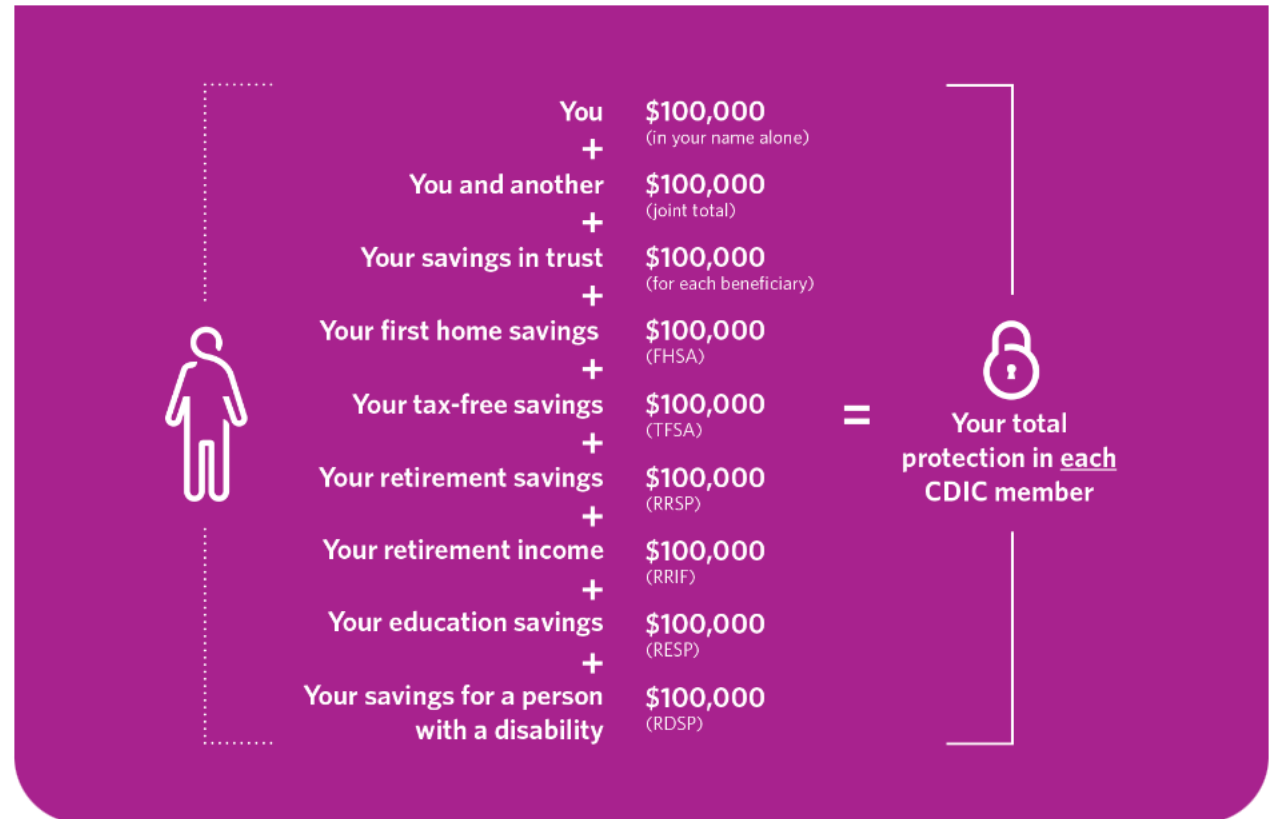 You $100,000
(in your name alone)
+
You and another $100,000
(joint total)
+
Your savings in trust $100,000
(for each beneficiary)
+
Your first home savings $100,000
(FHSA)
+
Your tax-free savings $100,000
(TFSA)
+
Your retirement savings $100,000
(RRSP)
+
Your retirement income $100,000
(RRIF)
+
Your education savings $100,000
(RESP)
+
Your savings for a person
with a disability
$100,000
(RDSP)
=
Your total
protection in each
CDIC member